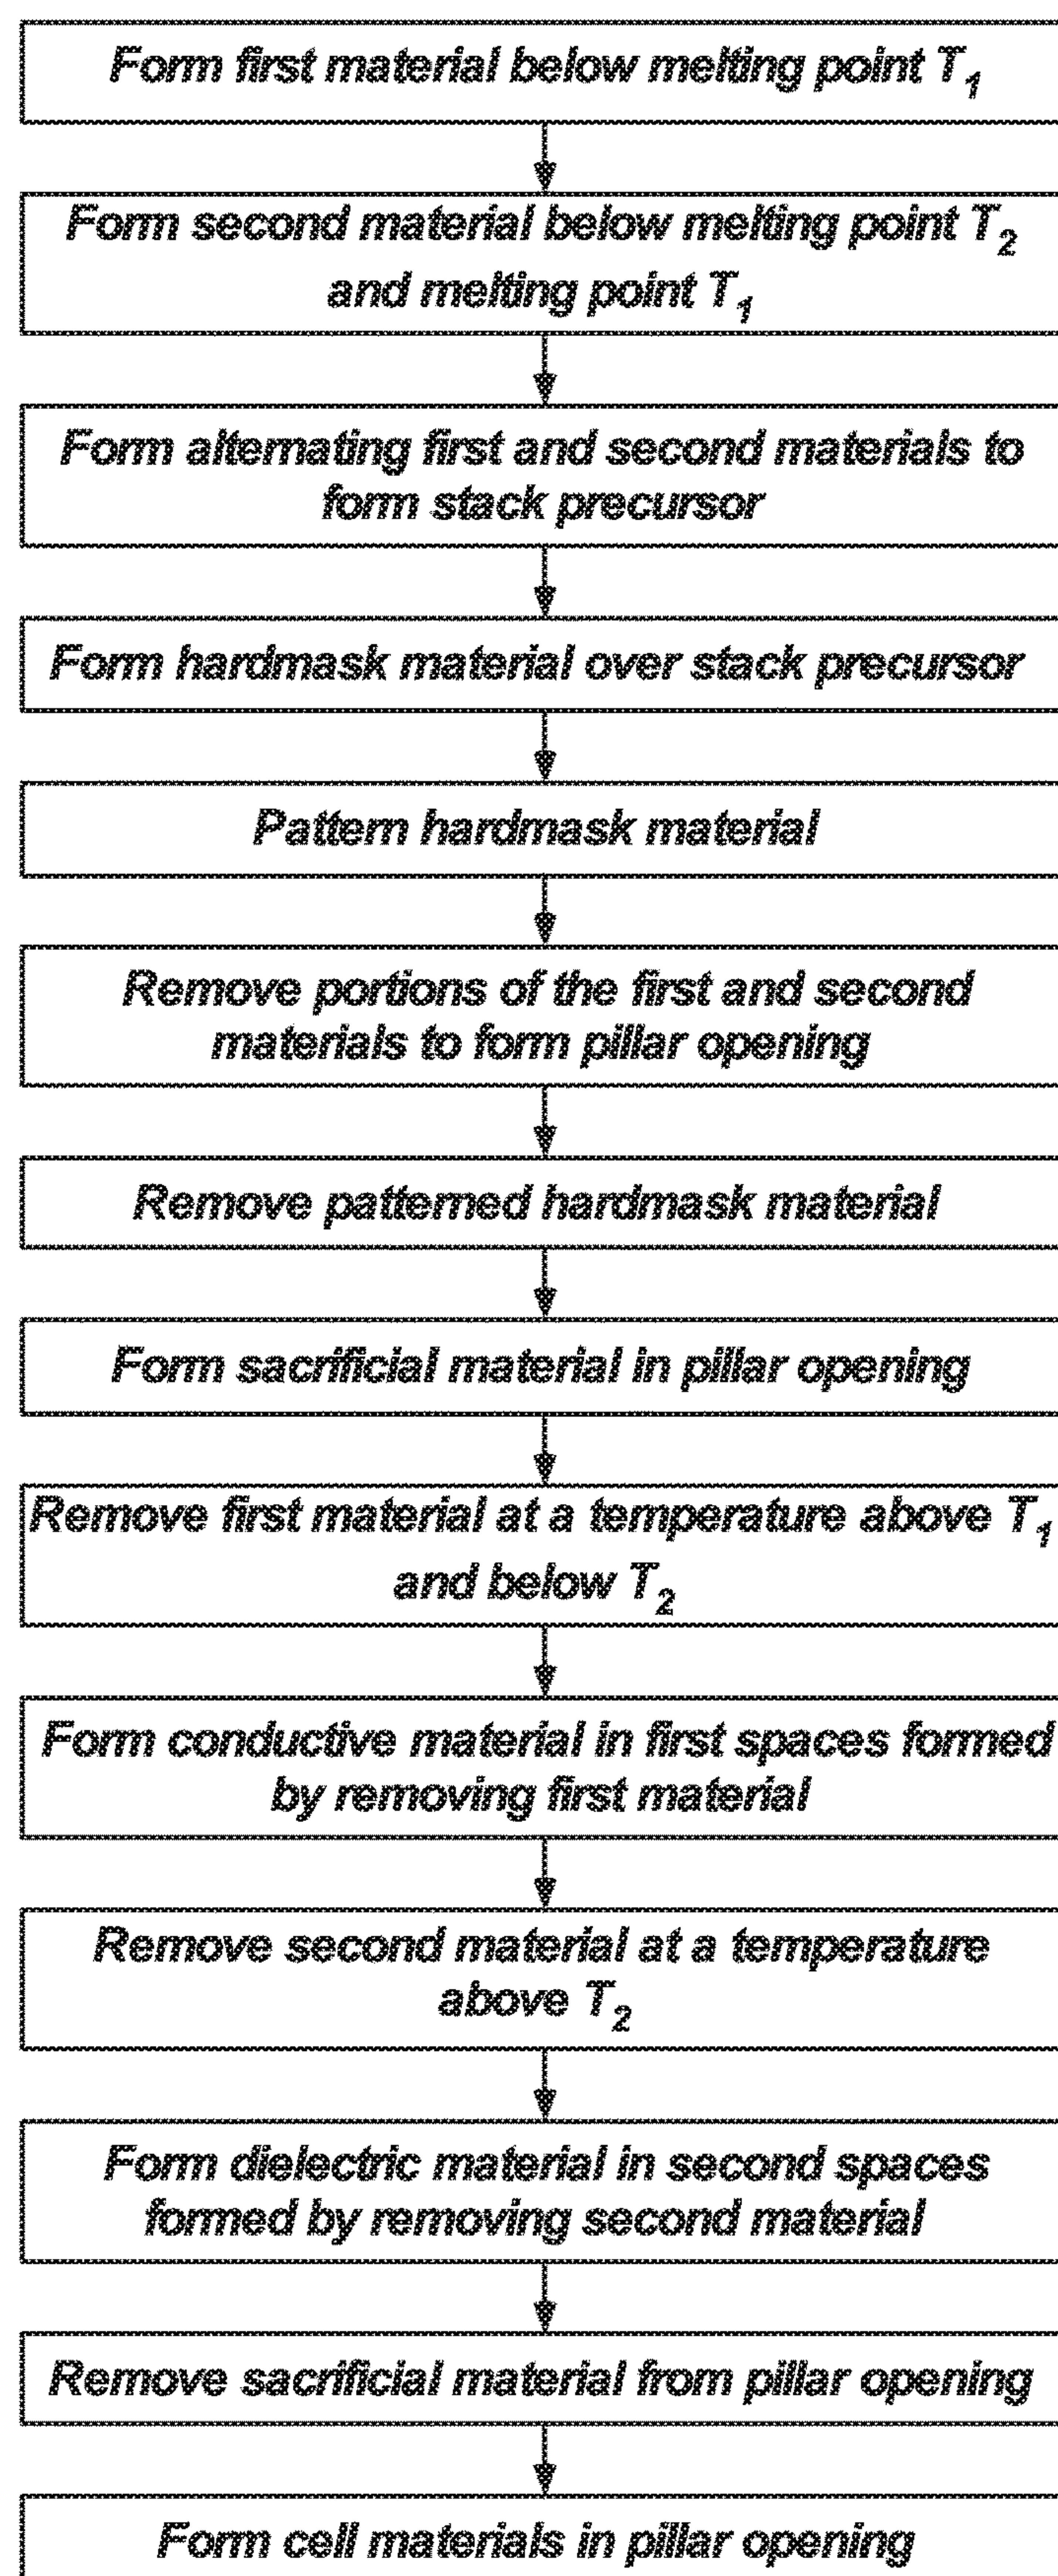 Form first material below melting point T₁
Form second material below melting point T₂
and melting point T₁
Form alternating first and second materials to
form stack precursor
Form hardmask material over stack precursor
Pattern hardmask material
Remove portions of the first and second
materials to form pillar opening
Remove patterned hardmask material
Form sacrificial material in pillar opening
Remove first material at a temperature above T₁
and below T₂
Form conductive material in first spaces formed
by removing first material
Remove second material at a temperature
above T₂
Form dielectric material in second spaces
formed by removing second material
Remove sacrificial material from pillar opening
Form cell materials in pillar opening